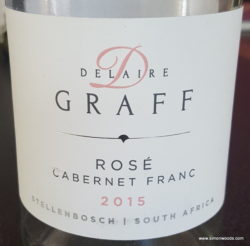 D
DELAIRE
GRAFF
ROSÉ
CABERNET FRANC
2015
STELLENBOSCH | SOUTH AFRICA
www.simonwoods.com